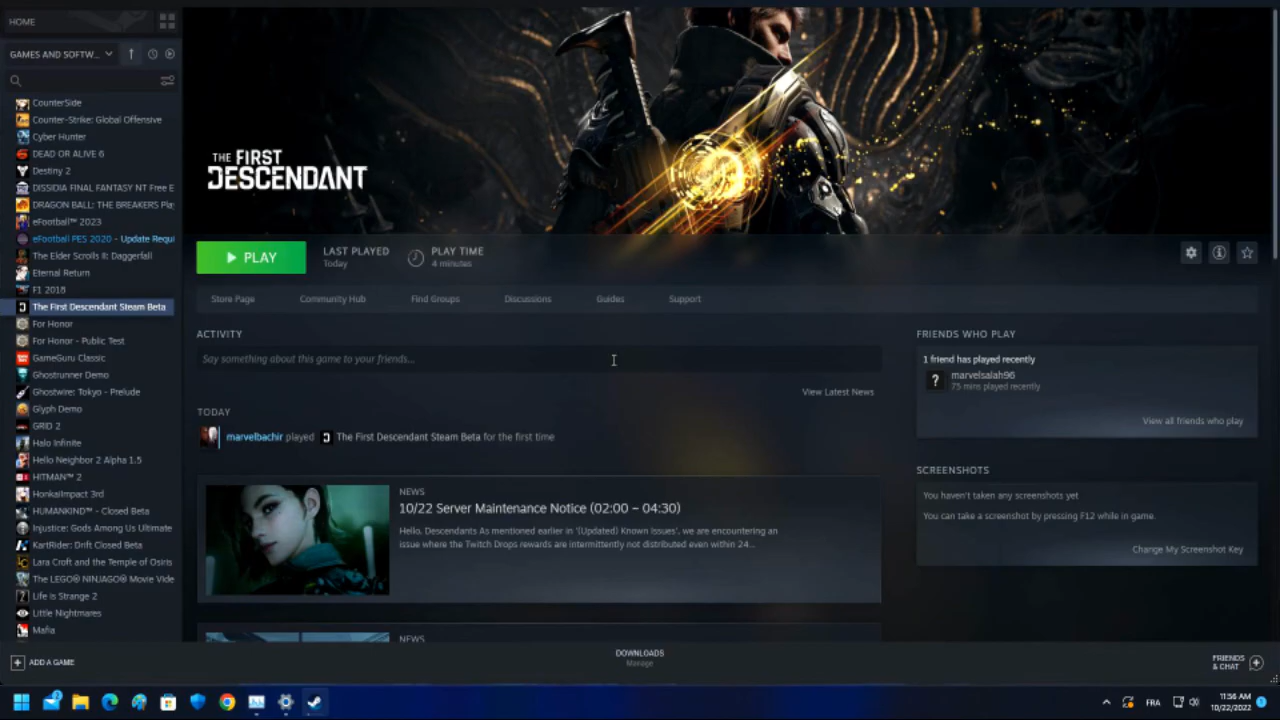 HOME
GAMES AND SOFTW...
CounterSide
Counter-Strike: Global Offensive
Cyber Hunter
DEAD OR ALIVE 6
Destiny 2
DISSIDIA FINAL FANTASY NT Free E
DRAGON BALL: THE BREAKERS Pla
eFootball™ 2023
eFootball PES 2020 - Update Requi
The Elder Scrolls II: Daggerfall
Eternal Return
F1 2018
The First Descendant Steam Beta
For Honor
For Honor - Public Test
GameGuru Classic
Ghostrunner Demo
Ghostwire: Tokyo - Prelude
Glyph Demo
GRID 2
Halo Infinite
Hello Neighbor 2 Alpha 1.5
HITMAN™ 2
HonkaiImpact 3rd
HUMANKIND™ - Closed Beta
Injustice: Gods Among Us Ultimate
KartRider: Drift Closed Beta
Lara Croft and the Temple of Osiris
The LEGO® NINJAGO® Movie Vide
Life is Strange 2
Little Nightmares
Mafia
ADD A GAME
THE FIRST
DESCENDANT
PLAY
LAST PLAYED
Today
PLAY TIME
4 minutes
Store Page
Community Hub
Find Groups
Discussions
Guides
Support
ACTIVITY
Say something about this game to your friends...
View Latest News
TODAY
marvelbachir played The First Descendant Steam Beta for the first time
NEWS
10/22 Server Maintenance Notice (02:00 – 04:30)
Hello, Descendants As mentioned earlier in '(Updated) Known Issues', we are encountering an
issue where the Twitch Drops rewards are intermittently not distributed even within 24...
NEWS
FRIENDS WHO PLAY
1 friend has played recently
?
marvelsalah96
75 mins played recently
View all friends who play
SCREENSHOTS
You haven't taken any screenshots yet
You can take a screenshot by pressing F12 while in game.
Change My Screenshot Key
DOWNLOADS
Manage
FRIENDS
& CHAT
FRA
11:56 AM
10/22/2022